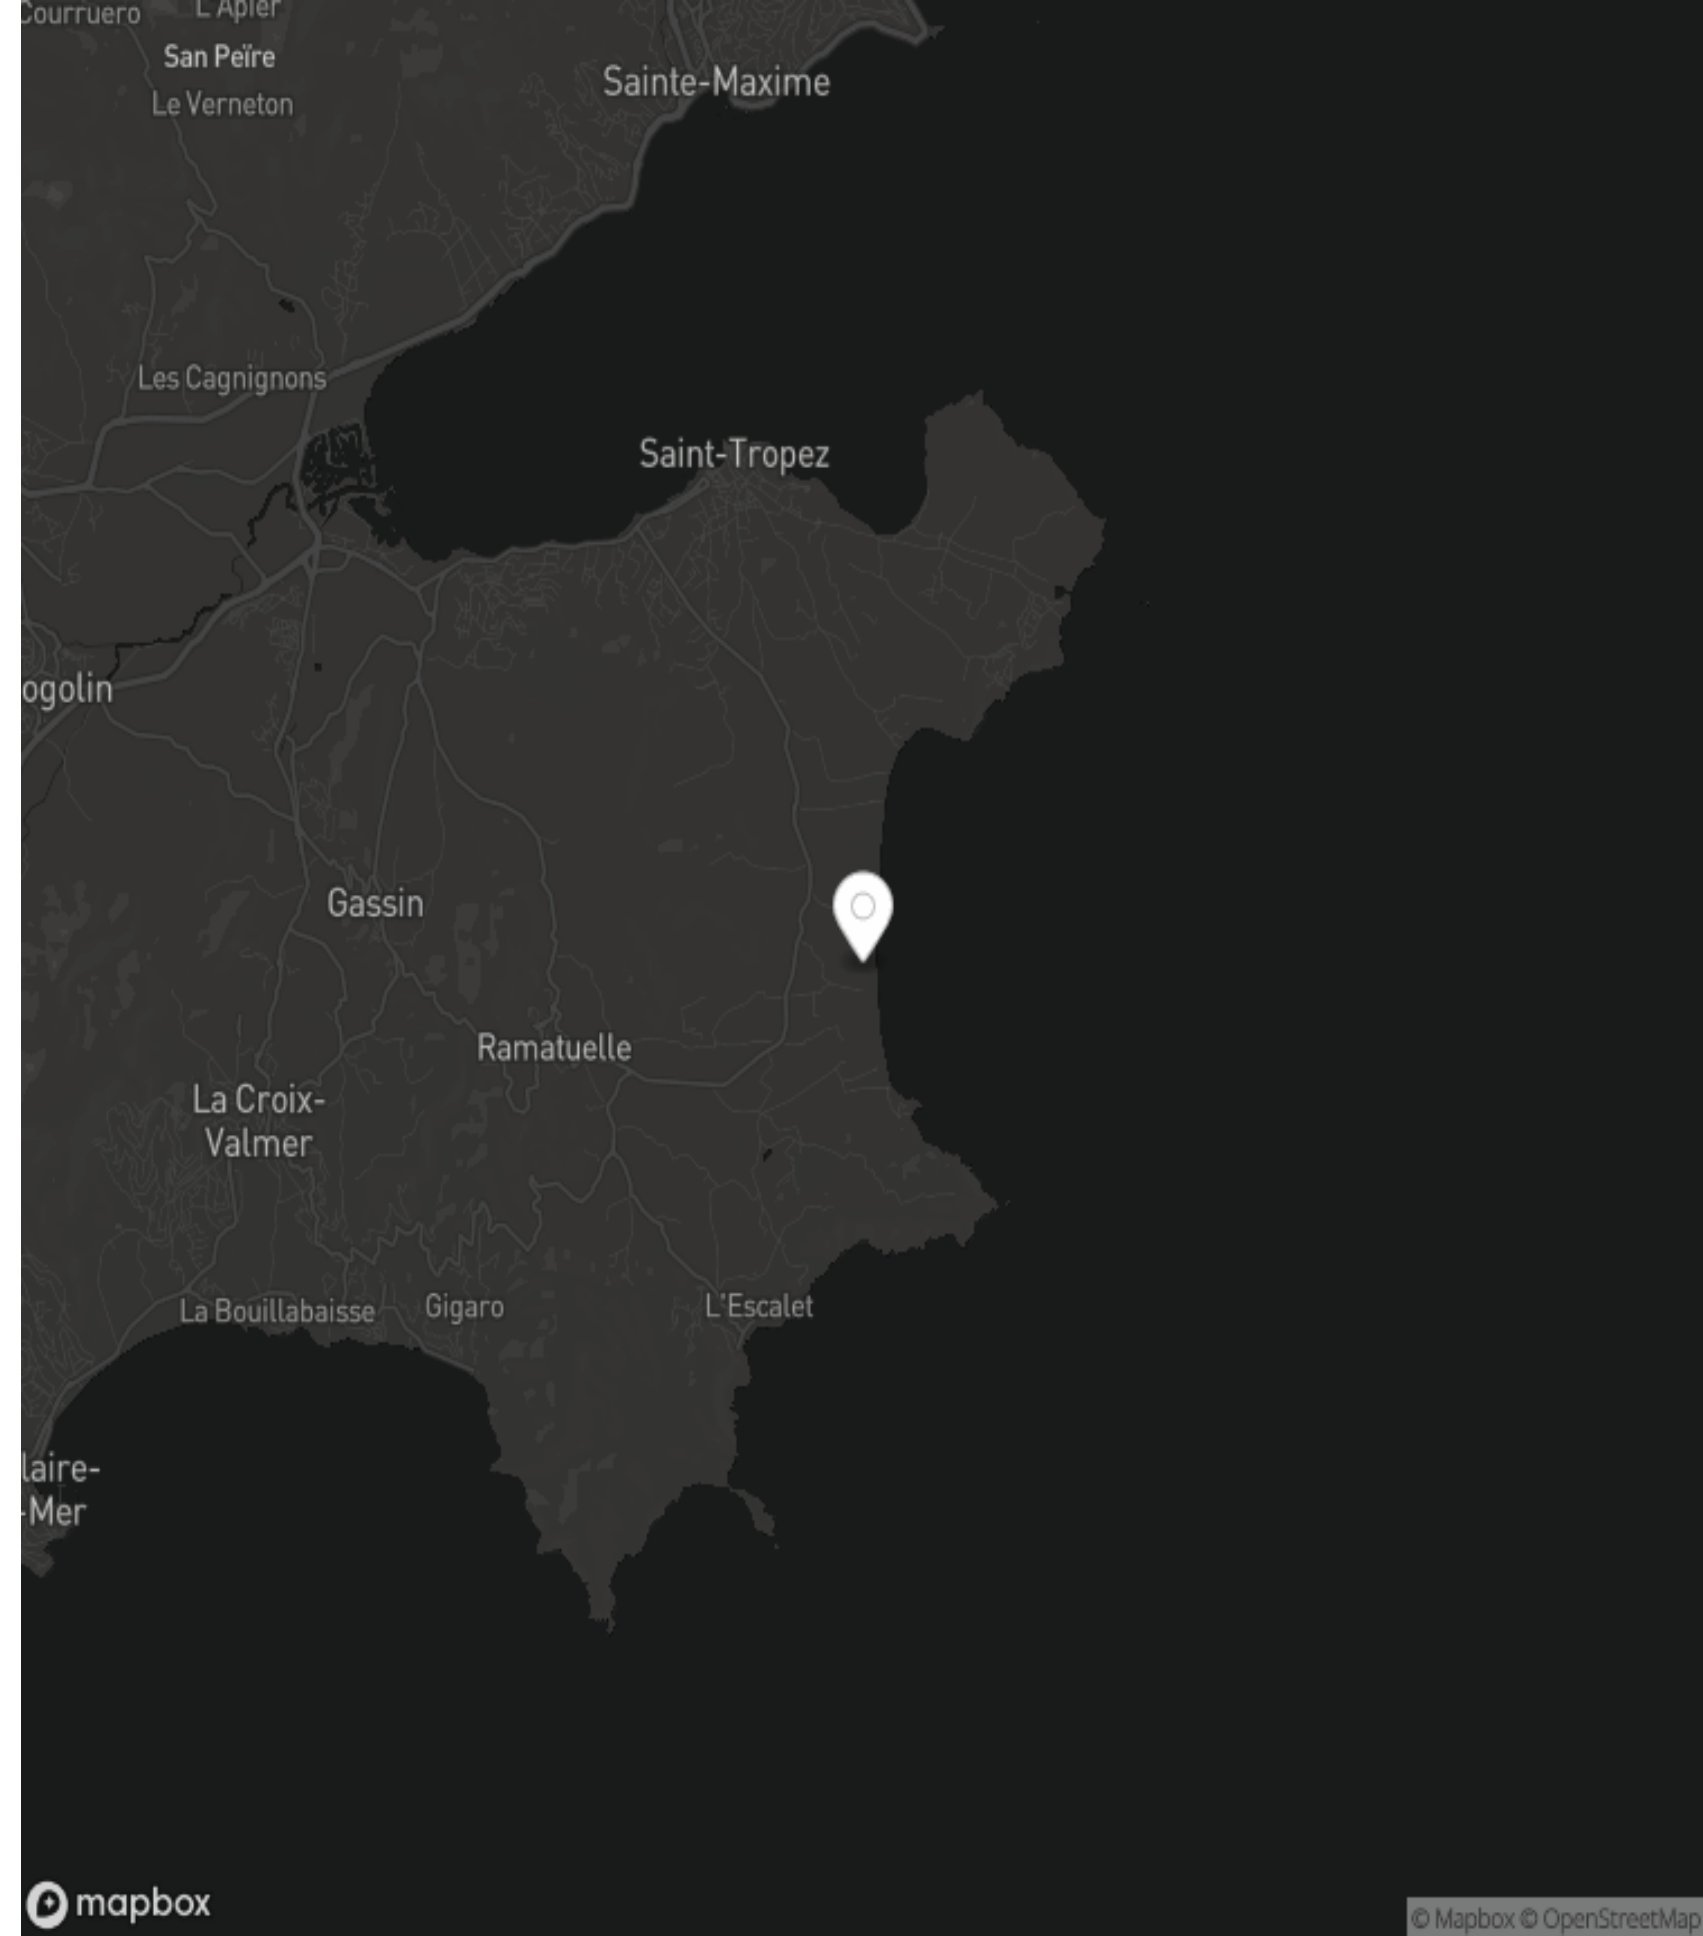 Courruero
L'Apier
San Peïre
Le Verneton
Sainte-Maxime
Les Cagnignons
Saint-Tropez
ogolin
Gassin
Ramatuelle
La Croix-
Valmer
La Bouillabaisse
Gigaro
L'Escalet
laire-
-Mer
mapbox
© Mapbox © OpenStreetMap